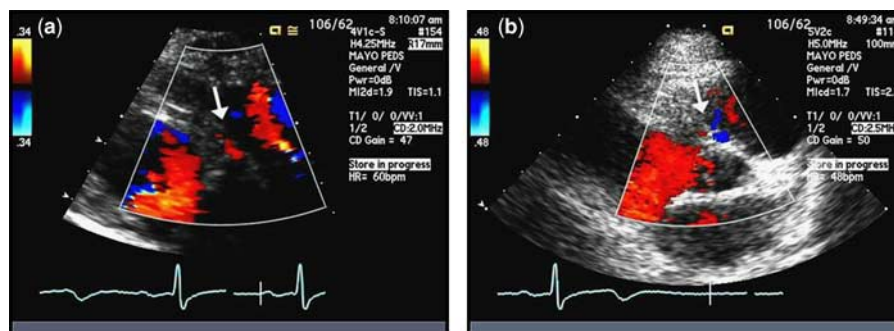 (a)
106/62
8:10:07 am
4V1c-S #154
H4.25MHz R17mm
MAYO PEDS
General /V
Pwr=0dB
MI2d=1.9 TIS=1.1
T1/ 0/ 0/VV:1
1/2 CD:2.0MHz
CD Gain = 47
Store in progress
HR= 60bpm
.34
.34
(b)
106/62
8:49:34 am
5V2c #11
H5.0MHz 100mm
MAYO PEDS
General /V
Pwr=0dB
MIcd=1.7 TIS=2.
T1/ 0/ 0/VV:1
1/2 CD:2.5MH
CD Gain = 50
Store in progress
48bpm
.48
.48